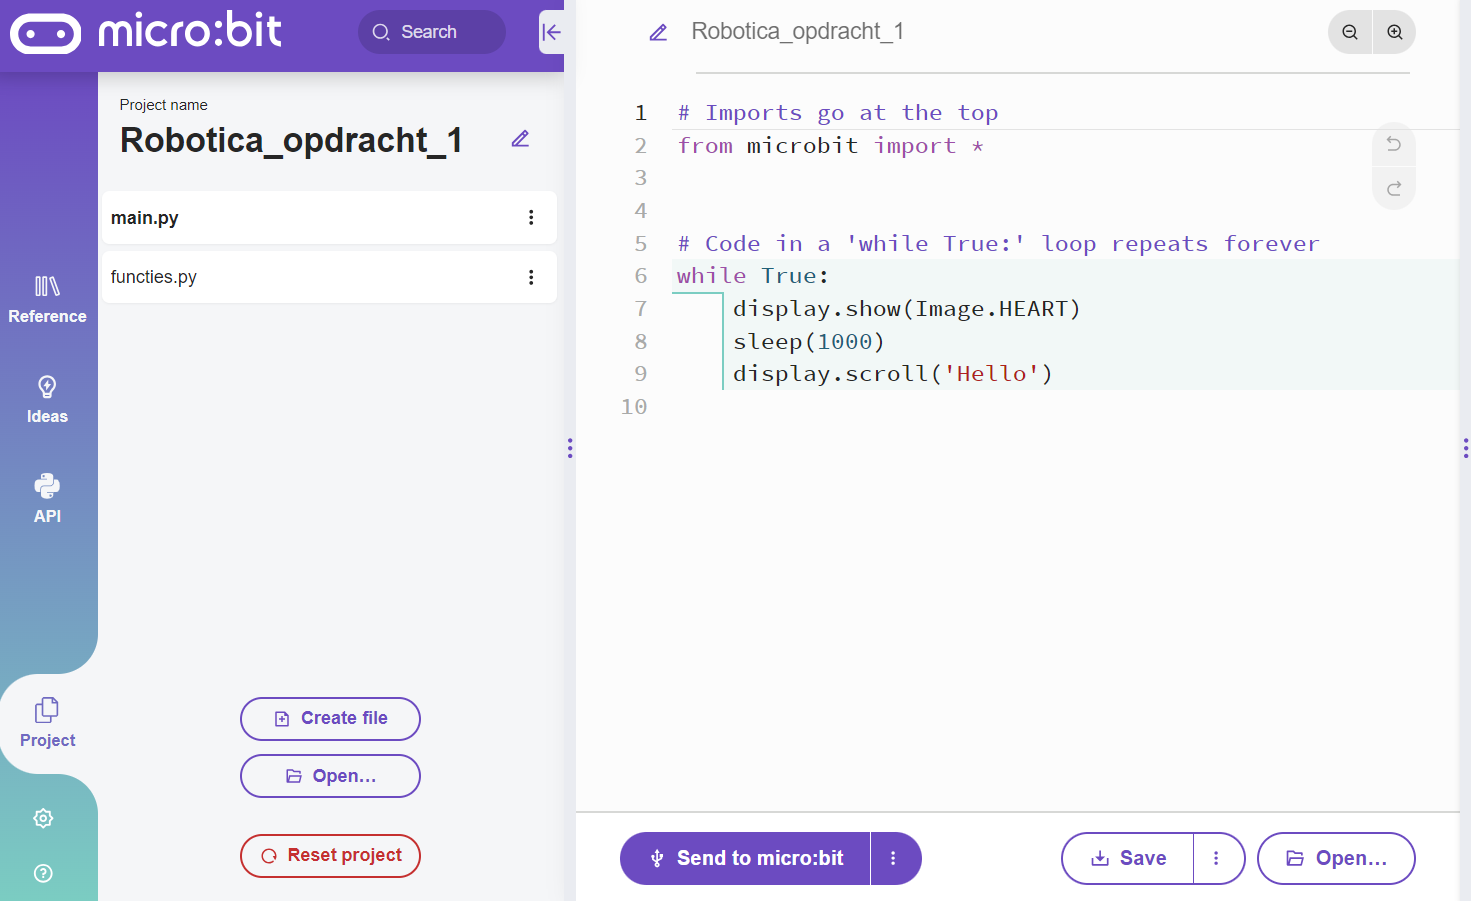 micro:bit
Search
Project name
Robotica_opdracht_1
main.py
functies.py
Reference
Ideas
API
Project
Create file
Open...
Reset project
Robotica_opdracht_1
1 # Imports go at the top
2 from microbit import *
3
4
5 # Code in a 'while True:' loop repeats forever
6 while True:
7 display.show(Image.HEART)
8 sleep(1000)
9 display.scroll('Hello')
10
Send to micro:bit
Save
Open...